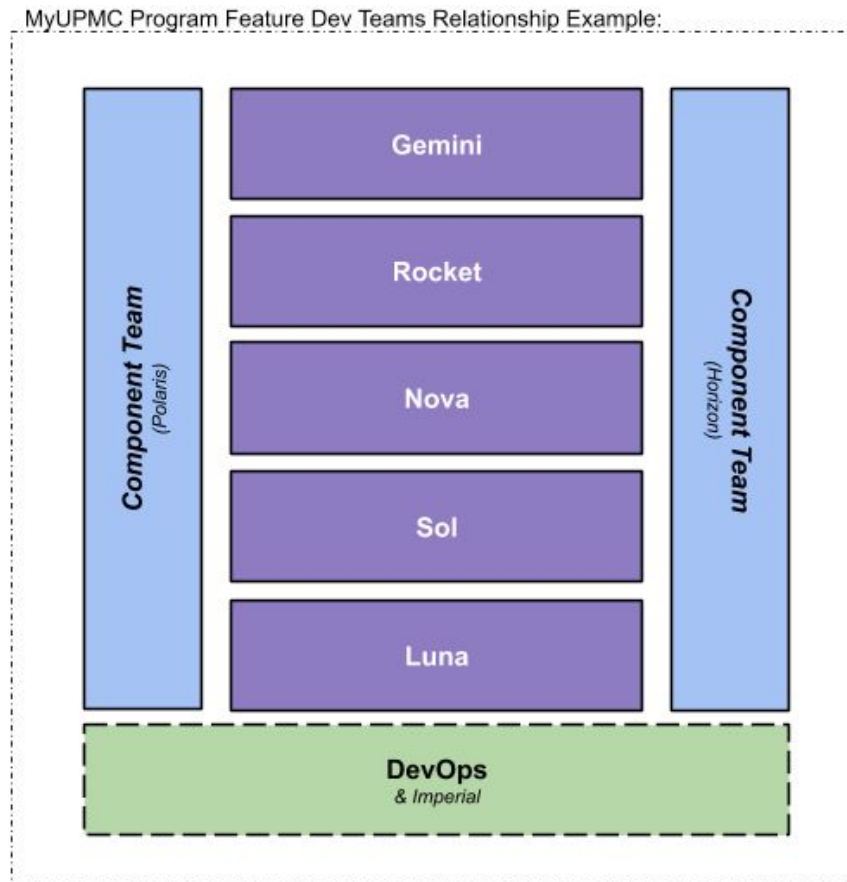 MyUPMC Program Feature Dev Teams Relationship Example:
Component Team
(Polaris)
Gemini
Rocket
Nova
Sol
Luna
Component Team
(Horizon)
DevOps
& Imperial